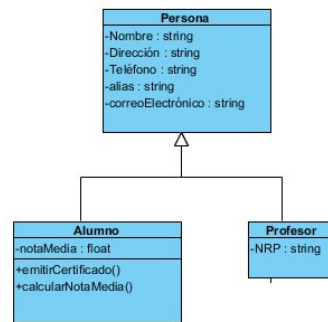 Persona
-Nombre : string
-Dirección : string
-Teléfono : string
-alias : string
-correoElectrónico : string
Alumno
-notaMedia : float
+emitirCertificado()
+calcularNotaMedia()
Profesor
-NRP : string